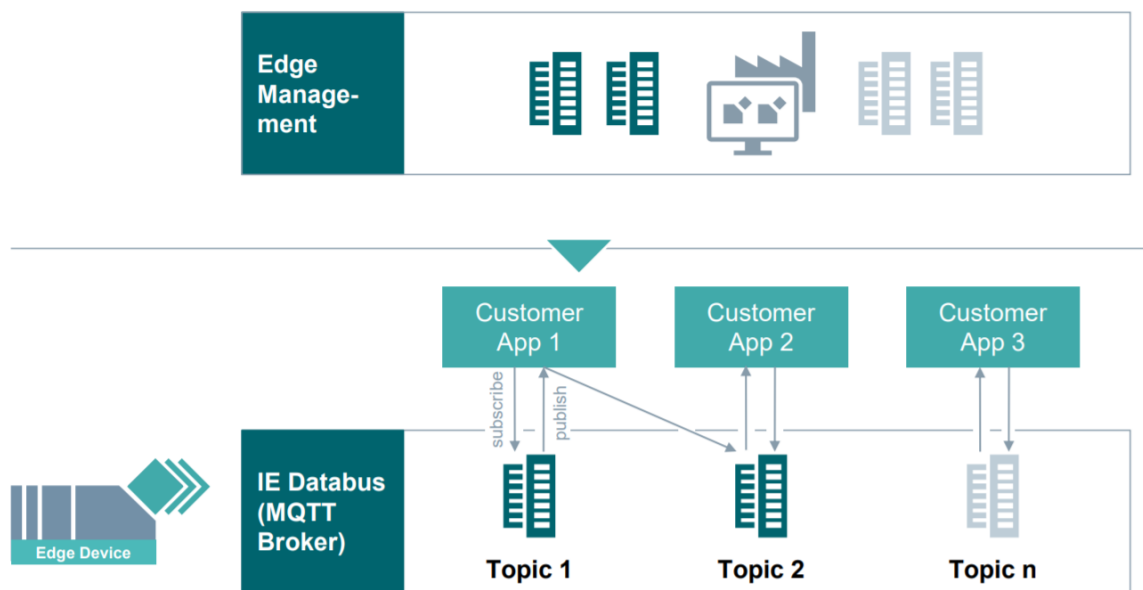 Edge
Manage-
ment
Customer
App 1
Customer
App 2
Customer
App 3
subscribe
publish
IE Databus
(MQTT
Broker)
Edge Device
Topic 1
Topic 2
Topic n